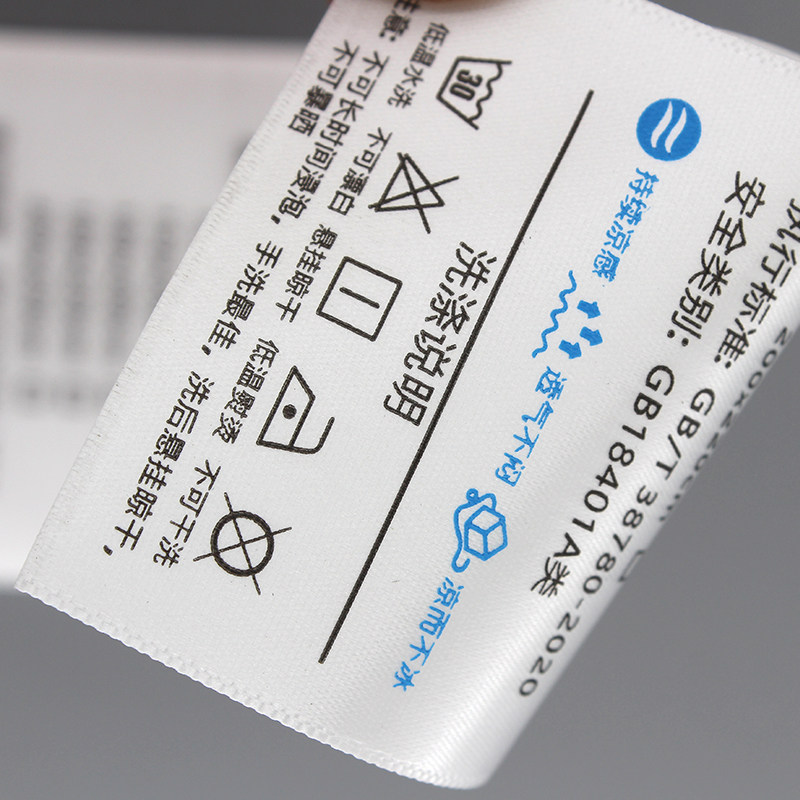 执行标准: GB/T 38780-2020
安全类别: GB18401A类
持续凉感 透气不闷 凉而不冰
洗涤说明
30
低温水洗 不可漂白 悬挂晾干 低温熨烫 不可干洗
注意: 不可长时间浸泡, 手洗最佳, 洗后悬挂晾干,
不可暴晒